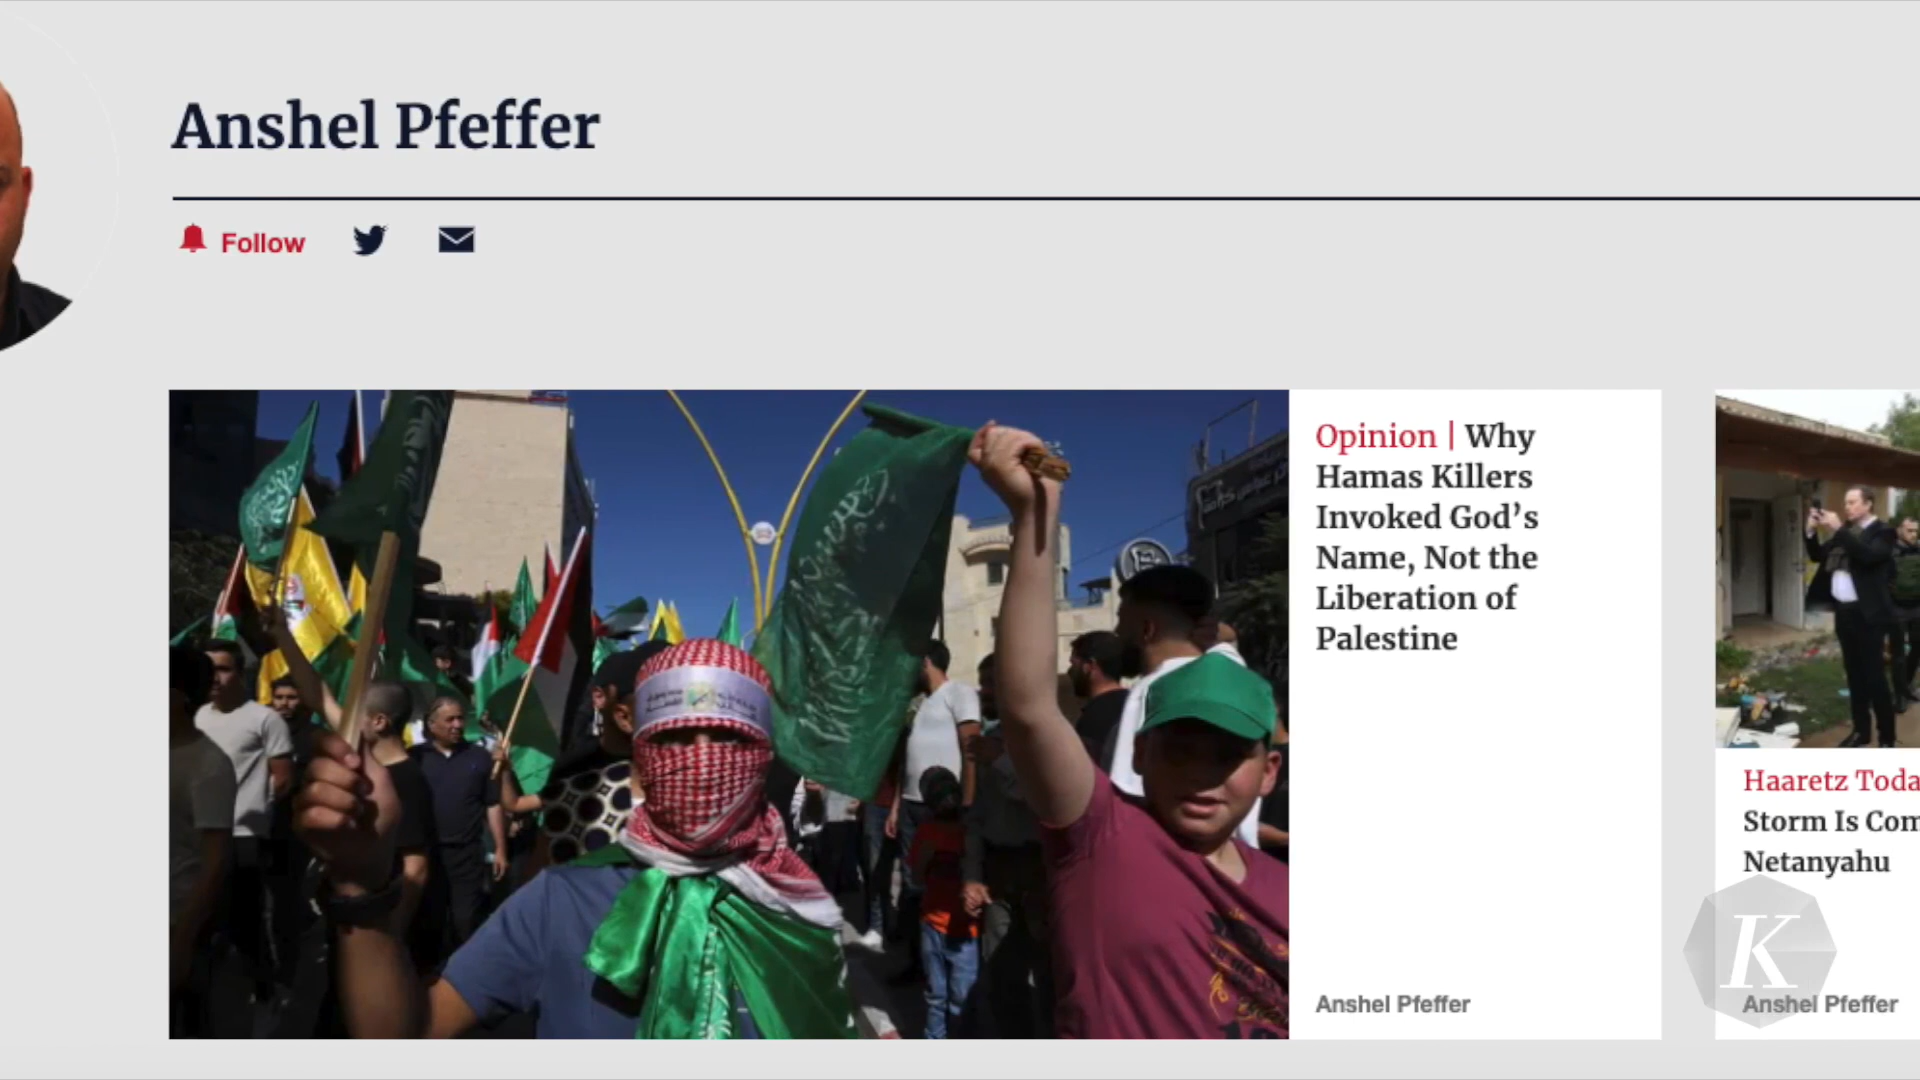 Anshel Pfeffer
Follow
Opinion | Why
Hamas Killers
Invoked God’s
Name, Not the
Liberation of
Palestine
Anshel Pfeffer
Haaretz Toda
Storm Is Com
Netanyahu
Anshel Pfeffer
K